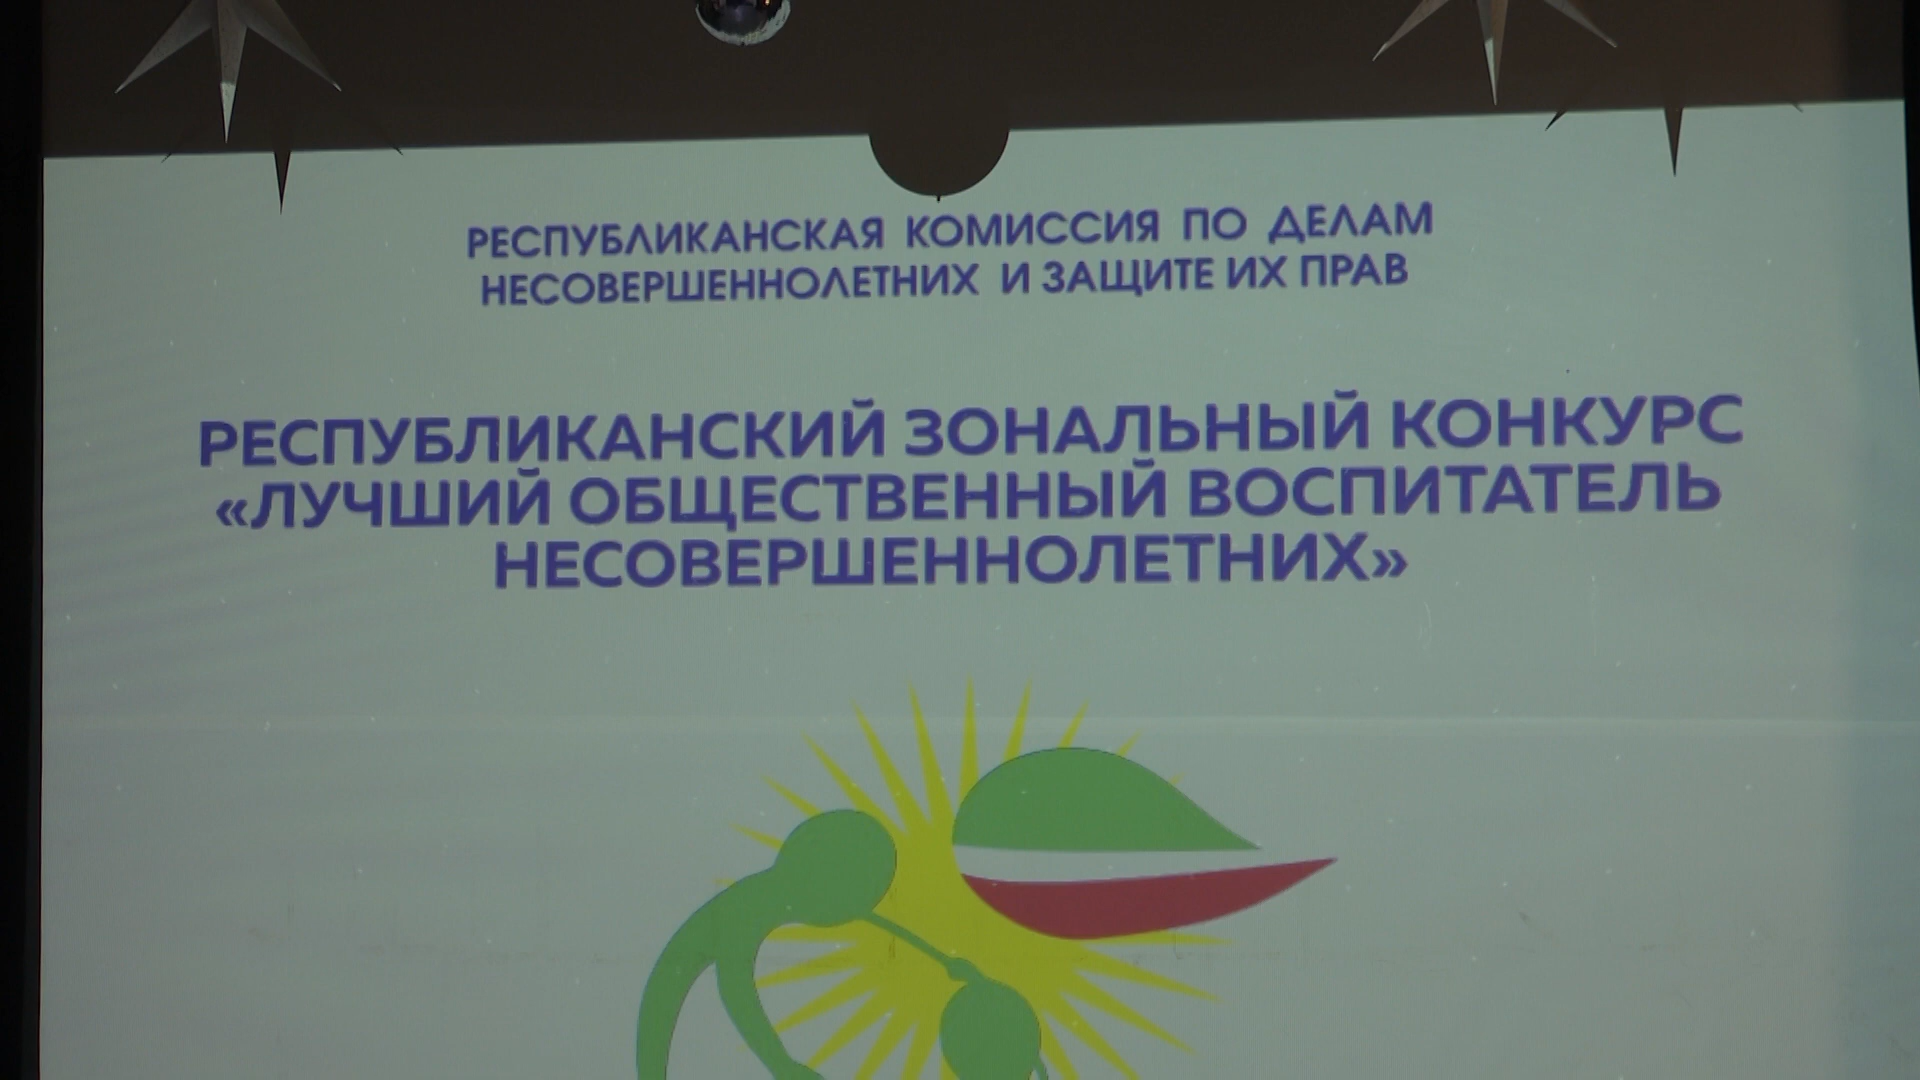 РЕСПУБЛИКАНСКАЯ КОМИССИЯ ПО ДЕЛАМ
НЕСОВЕРШЕННОЛЕТНИХ И ЗАЩИТЕ ИХ ПРАВ
РЕСПУБЛИКАНСКИЙ ЗОНАЛЬНЫЙ КОНКУРС
«ЛУЧШИЙ ОБЩЕСТВЕННЫЙ ВОСПИТАТЕЛЬ
НЕСОВЕРШЕННОЛЕТНИХ»